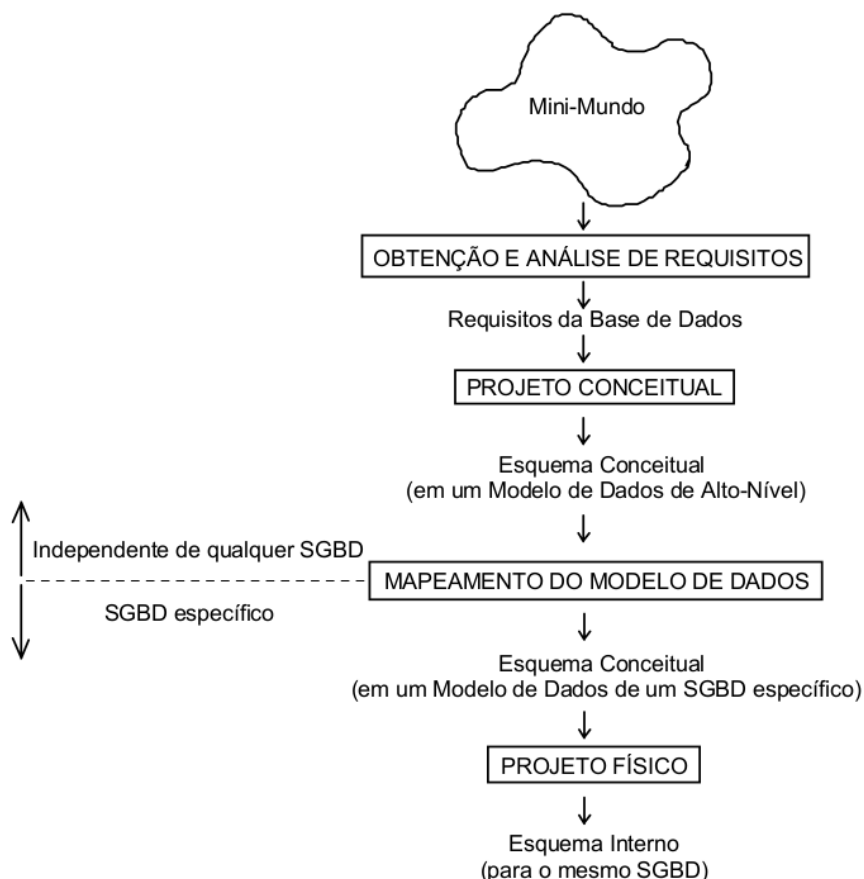 Mini-Mundo
OBTENÇÃO E ANÁLISE DE REQUISITOS
Requisitos da Base de Dados
PROJETO CONCEITUAL
Esquema Conceitual
(em um Modelo de Dados de Alto-Nível)
Independente de qualquer SGBD
MAPEAMENTO DO MODELO DE DADOS
SGBD específico
Esquema Conceitual
(em um Modelo de Dados de um SGBD específico)
PROJETO FÍSICO
Esquema Interno
(para o mesmo SGBD)